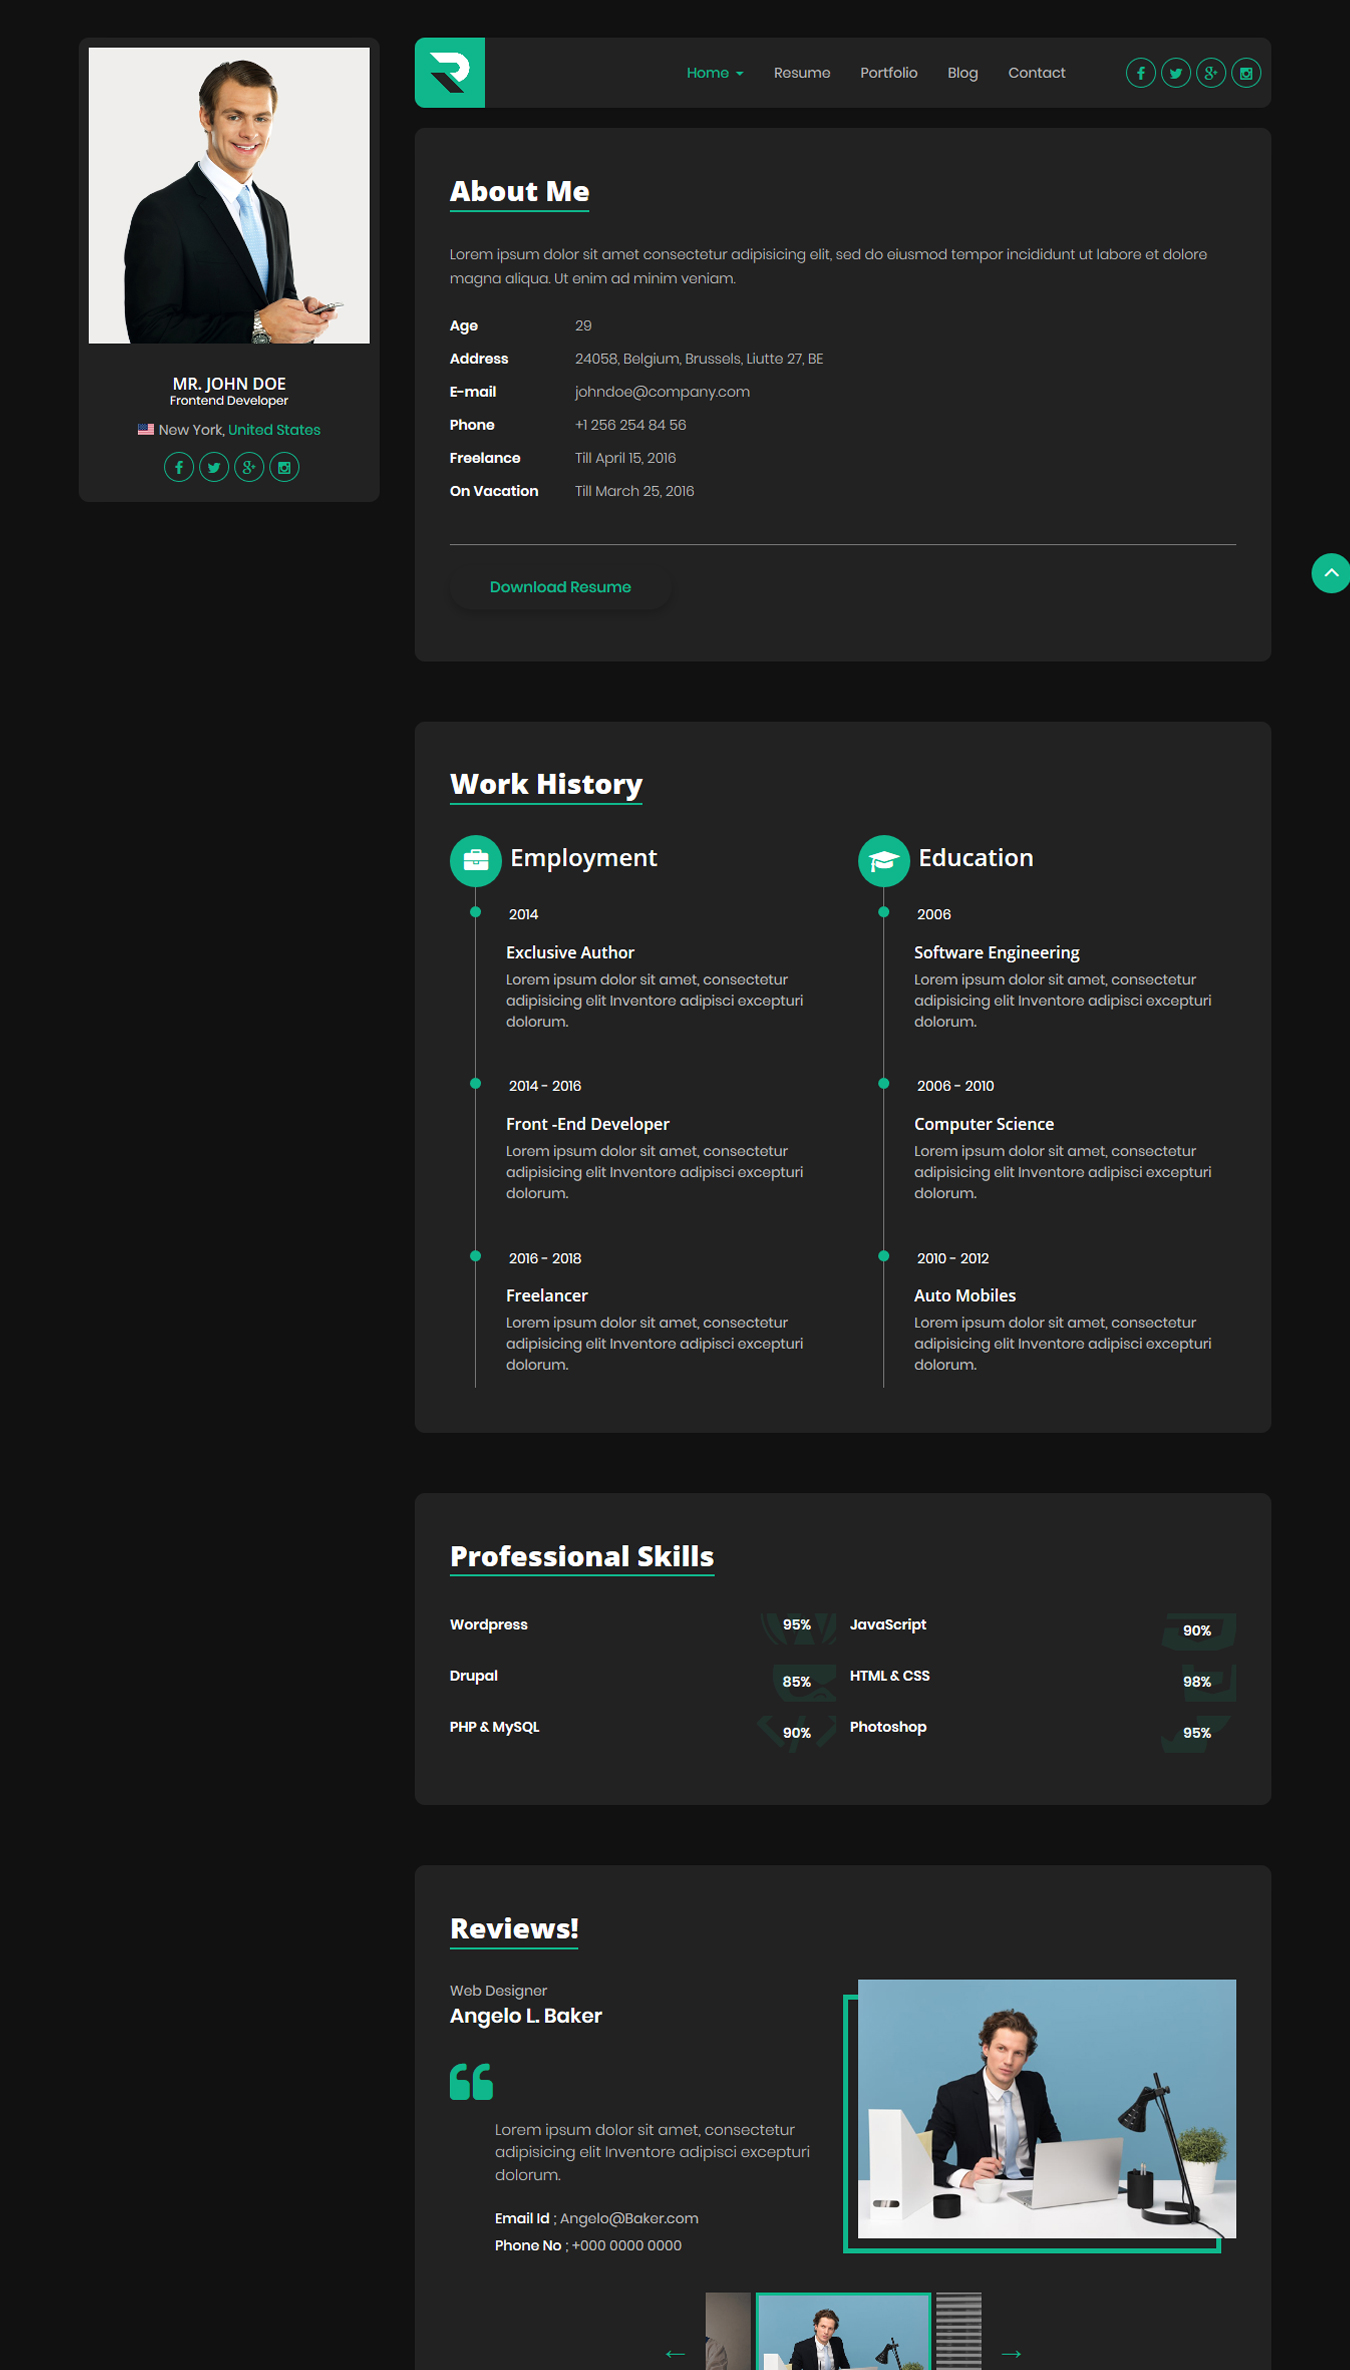 MR. JOHN DOE
Frontend Developer
New York, United States
Home
Resume
Portfolio
Blog
Contact
About Me
Lorem ipsum dolor sit amet consectetur adipisicing elit, sed do eiusmod tempor incididunt ut labore et dolore
magna aliqua. Ut enim ad minim veniam.
Age 29
Address 24058, Belgium, Brussels, Liutte 27, BE
E-mail johndoe@company.com
Phone +1 256 254 84 56
Freelance Till April 15, 2016
On Vacation Till March 25, 2016
Download Resume
Work History
Employment
2014
Exclusive Author
Lorem ipsum dolor sit amet, consectetur
adipisicing elit Inventore adipisci excepturi
dolorum.
2014 - 2016
Front -End Developer
Lorem ipsum dolor sit amet, consectetur
adipisicing elit Inventore adipisci excepturi
dolorum.
2016 - 2018
Freelancer
Lorem ipsum dolor sit amet, consectetur
adipisicing elit Inventore adipisci excepturi
dolorum.
Education
2006
Software Engineering
Lorem ipsum dolor sit amet, consectetur
adipisicing elit Inventore adipisci excepturi
dolorum.
2006 - 2010
Computer Science
Lorem ipsum dolor sit amet, consectetur
adipisicing elit Inventore adipisci excepturi
dolorum.
2010 - 2012
Auto Mobiles
Lorem ipsum dolor sit amet, consectetur
adipisicing elit Inventore adipisci excepturi
dolorum.
Professional Skills
Wordpress 95%
JavaScript 90%
Drupal 85%
HTML & CSS 98%
PHP & MySQL 90%
Photoshop 95%
Reviews!
Web Designer
Angelo L. Baker
Lorem ipsum dolor sit amet, consectetur
adipisicing elit Inventore adipisci excepturi
dolorum.
Email Id ; Angelo@Baker.com
Phone No ; +000 0000 0000